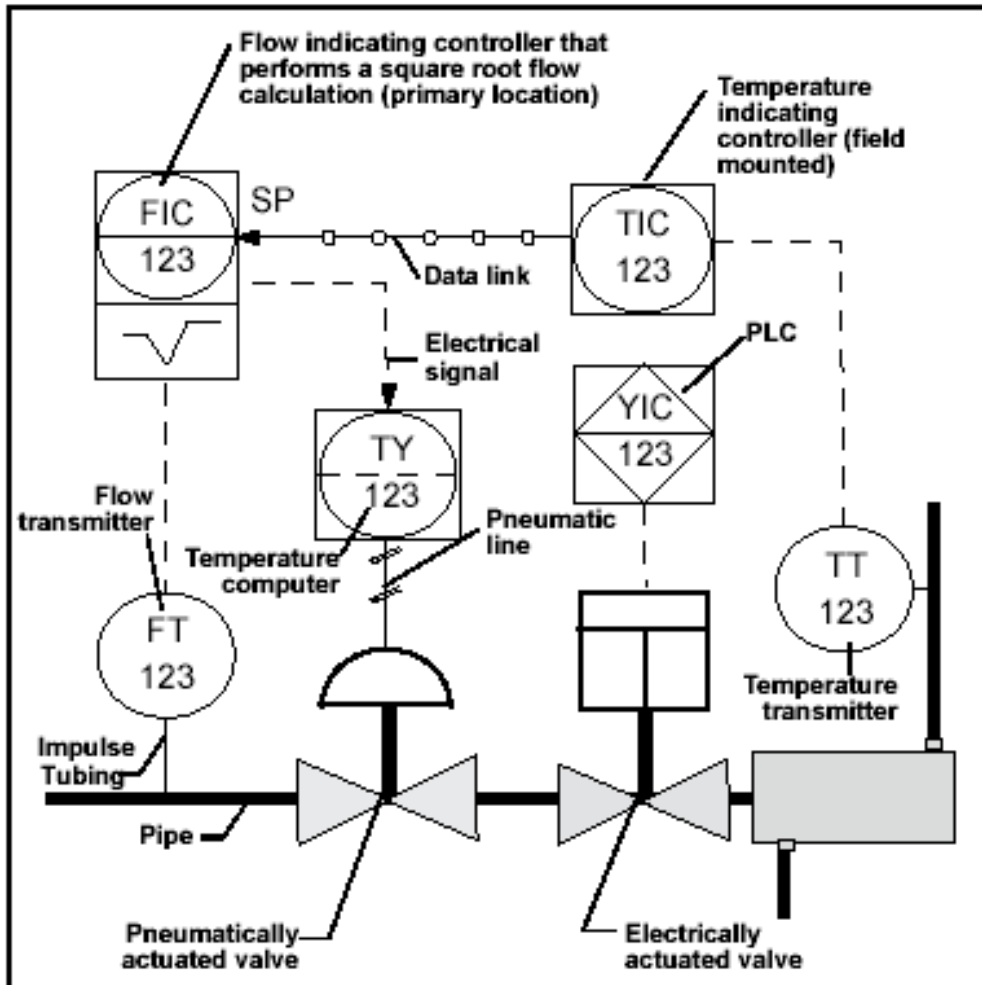 Flow indicating controller that
performs a square root flow
calculation (primary location)
Temperature
indicating
controller (field
mounted)
FIC
123
SP
TIC
123
Data link
PLC
Electrical
signal
YIC
123
TY
123
Flow
transmitter
Temperature
computer
Pneumatic
line
TT
123
FT
123
Temperature
transmitter
Impulse
Tubing
Pipe
Pneumatically
actuated valve
Electrically
actuated valve